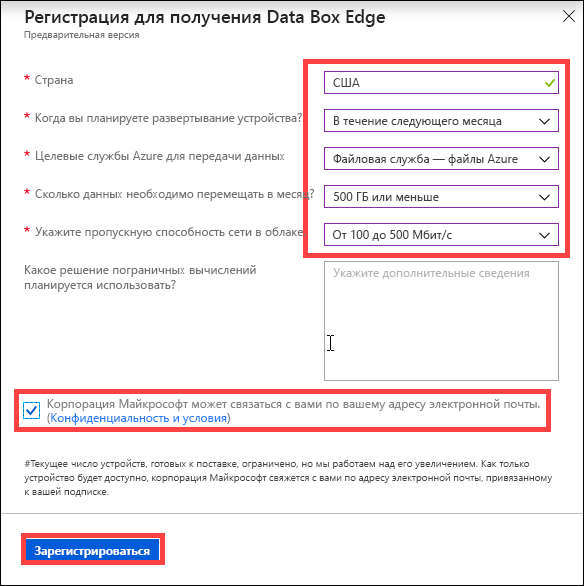 Регистрация для получения Data Box Edge
Предварительная версия
* Страна
США
* Когда вы планируете развертывание устройства?
В течение следующего месяца
* Целевые службы Azure для передачи данных
Файловая служба — файлы Azure
* Сколько данных необходимо перемещать в месяц?
500 ГБ или меньше
* Укажите пропускную способность сети в облаке
От 100 до 500 Мбит/с
Какое решение пограничных вычислений
планируется использовать?
Укажите дополнительные сведения
Корпорация Майкрософт может связаться с вами по вашему адресу электронной почты.
(Конфиденциальность и условия)
#Текущее число устройств, готовых к поставке, ограничено, но мы работаем над его увеличением. Как только
устройство будет доступно, корпорация Майкрософт свяжется с вами по адресу электронной почты, привязанному
к вашей подписке.
Зарегистрироваться